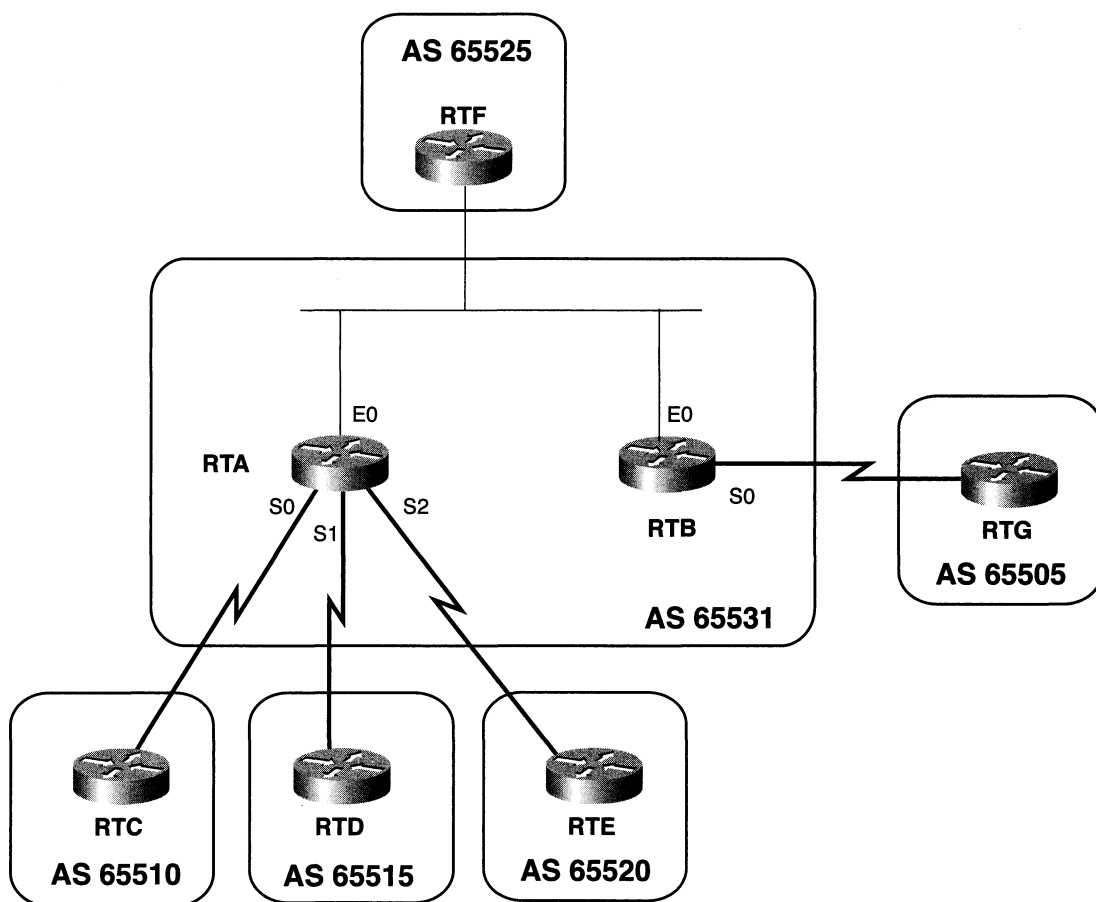 AS 65525
RTF
E0
E0
RTA
S0
S1
S2
RTB
S0
RTG
AS 65505
AS 65531
RTC
AS 65510
RTD
AS 65515
RTE
AS 65520